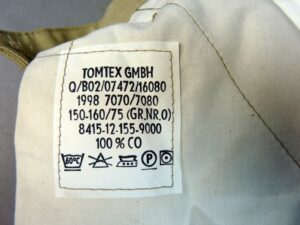 TOMTEX GMBH
Q/B02/07472/16080
1998 7070/7080
150-160/75 (GR.NR.0)
8415-12-155-9000
100 % CO
60°C P